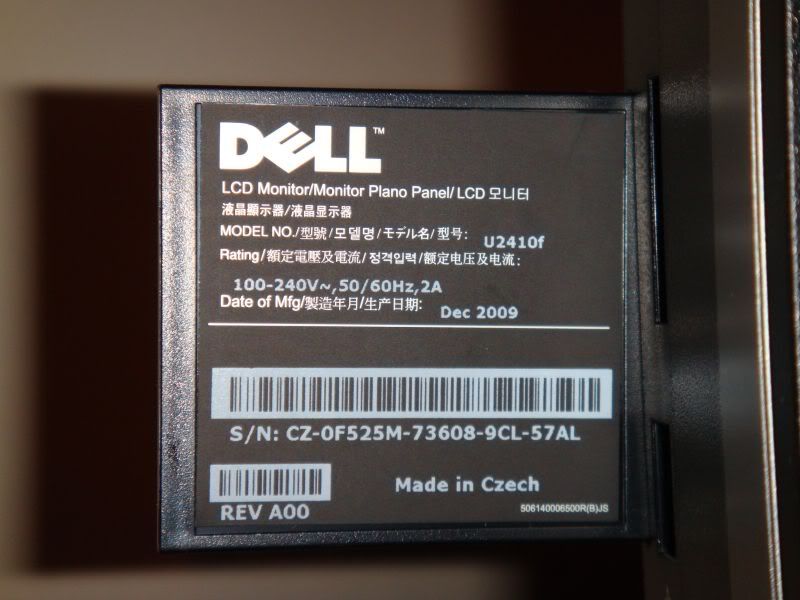 DELL™
LCD Monitor/Monitor Plano Panel/LCD 모니터
液晶顯示器/液晶显示器
MODEL NO./型號/모델명/モデル名/型号: U2410f
Rating/額定電壓及電流/정격입력/额定电压及电流:
100-240V~,50/60Hz,2A
Date of Mfg/製造年月/生产日期: Dec 2009
S/N: CZ-0F525M-73608-9CL-57AL
Made in Czech
REV A00
506140006500R(B)JS